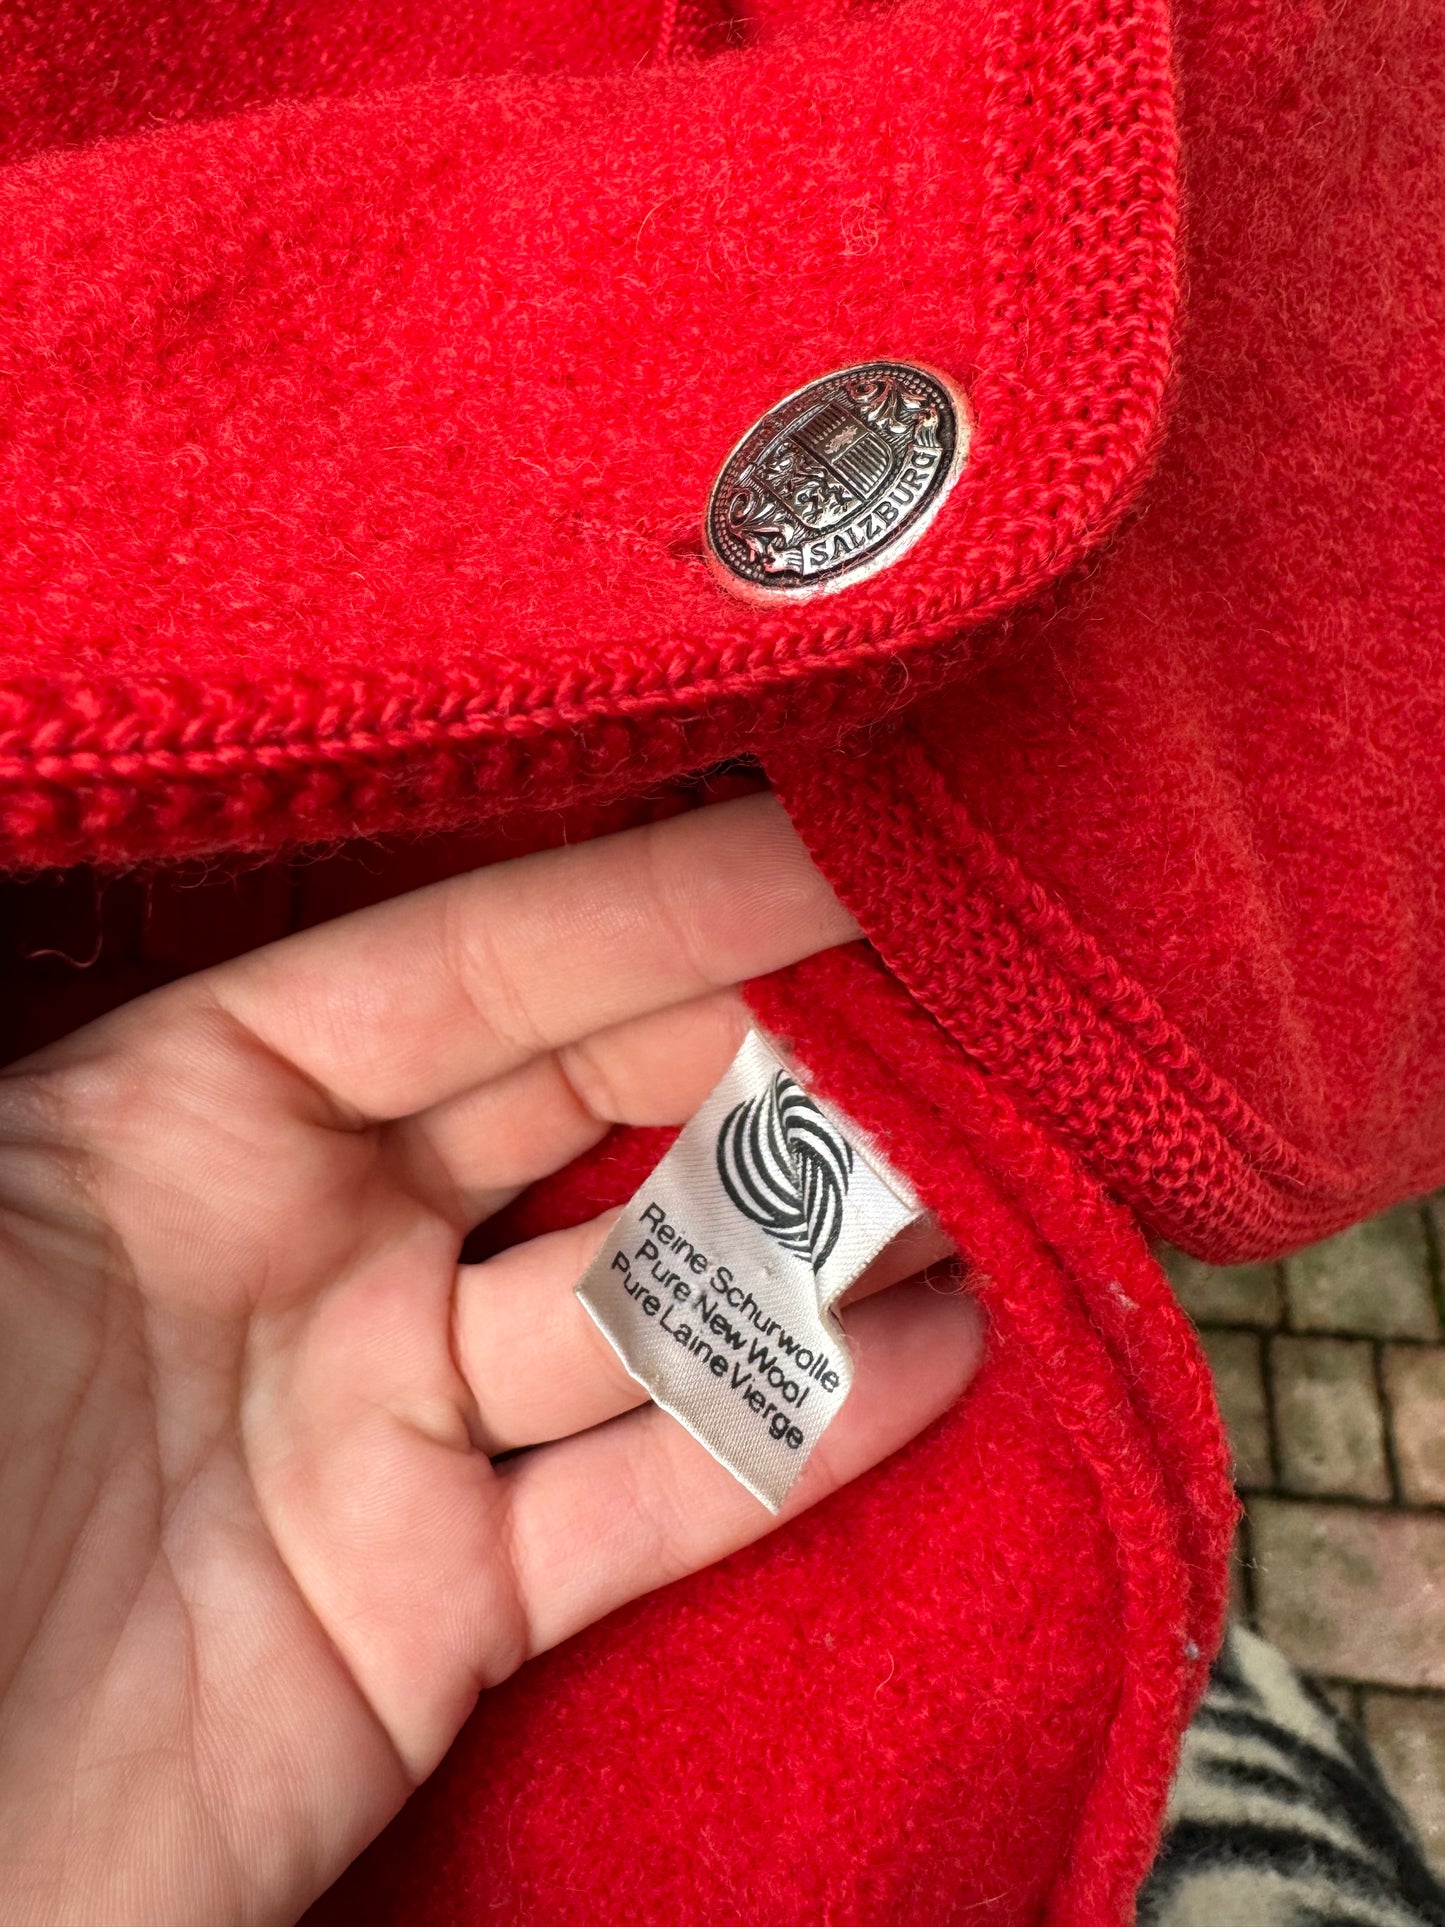 SALZBURG
Reine Schurwolle
Pure New Wool
Pure Laine Vierge